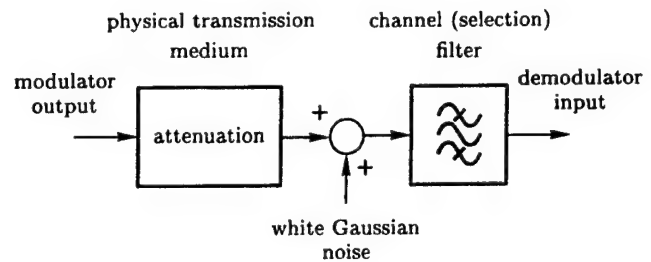 physical transmission
medium
channel (selection)
filter
modulator
output
demodulator
input
attenuation
+
+
white Gaussian
noise